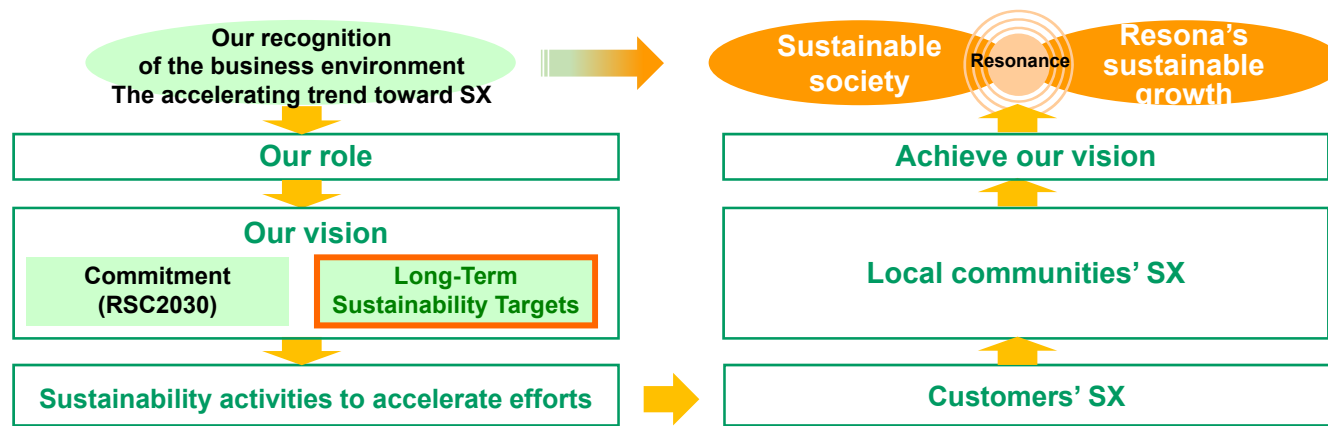 Our recognition
of the business environment
The accelerating trend toward SX
Our role
Our vision
Commitment
(RSC2030)
Long-Term
Sustainability Targets
Sustainability activities to accelerate efforts
Sustainable
society
Resonance
Resona’s
sustainable
growth
Achieve our vision
Local communities’ SX
Customers’ SX